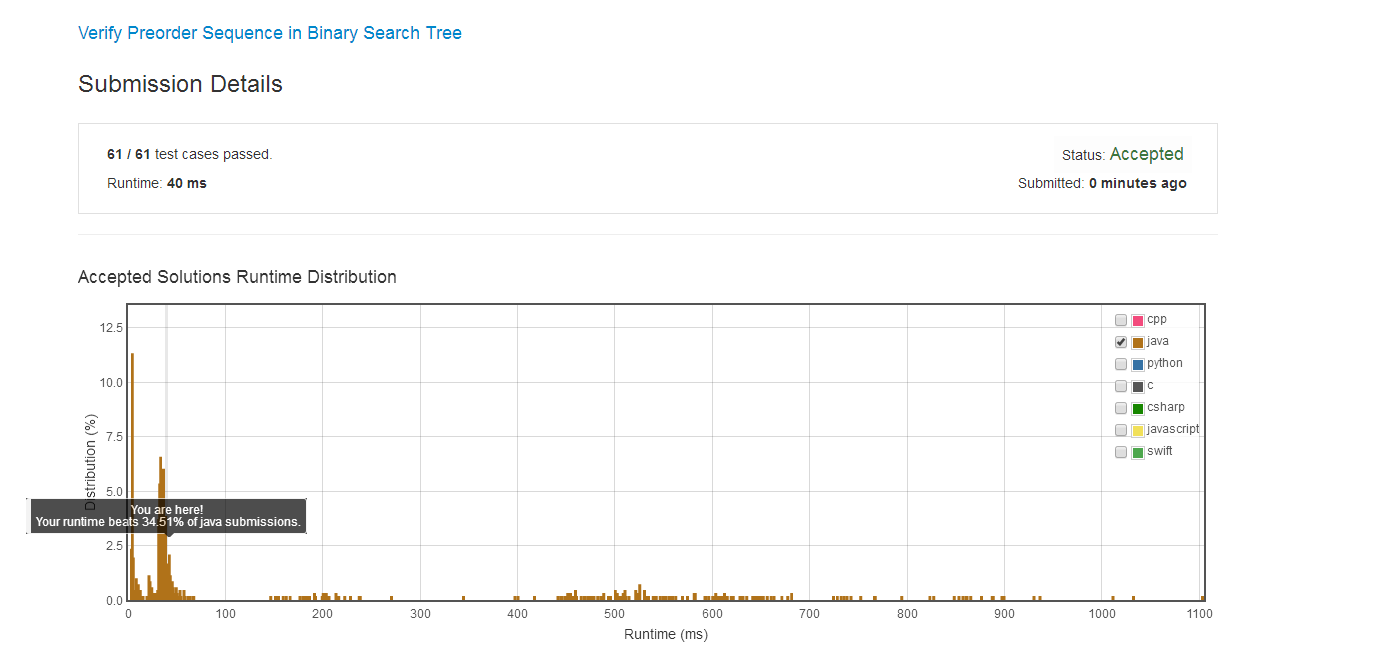 Verify Preorder Sequence in Binary Search Tree
Submission Details
61 / 61 test cases passed.
Status: Accepted
Runtime: 40 ms
Submitted: 0 minutes ago
Accepted Solutions Runtime Distribution
cpp
java
python
c
csharp
javascript
swift
12.5
10.0
7.5
5.0
2.5
0.0
Distribution (%)
You are here!
Your runtime beats 34.51% of java submissions.
0 100 200 300 400 500 600 700 800 900 1000 1100
Runtime (ms)